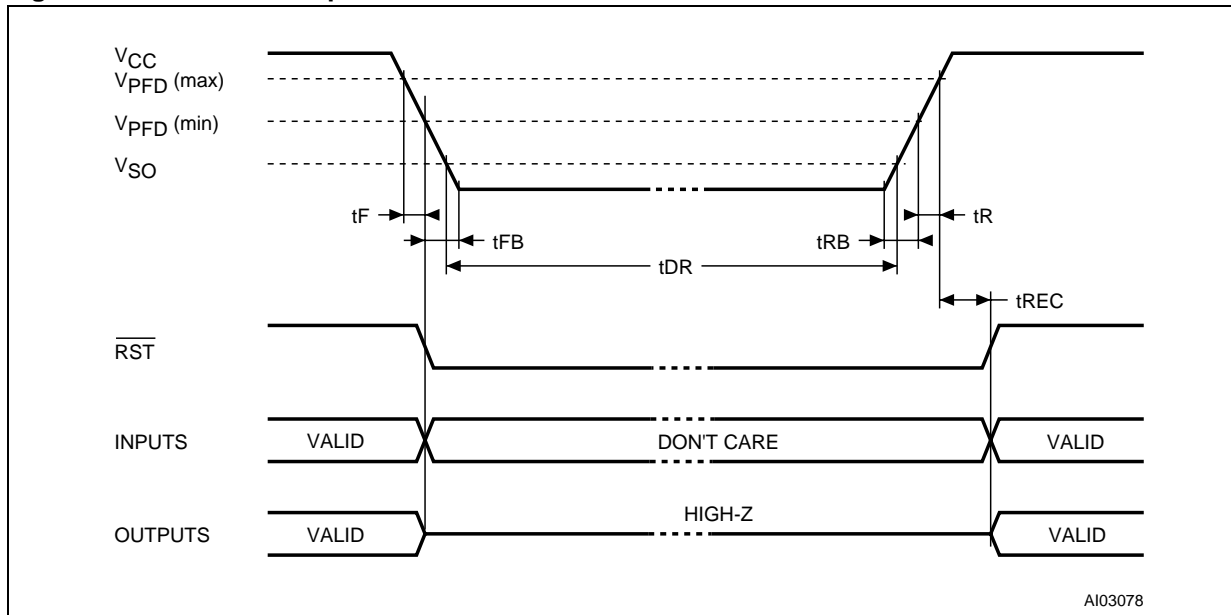 VCC
VPFD (max)
VPFD (min)
VSO
tF
tFB
tDR
tRB
tR
tREC
RST
INPUTS
VALID
DON'T CARE
VALID
OUTPUTS
VALID
HIGH-Z
VALID
AI03078